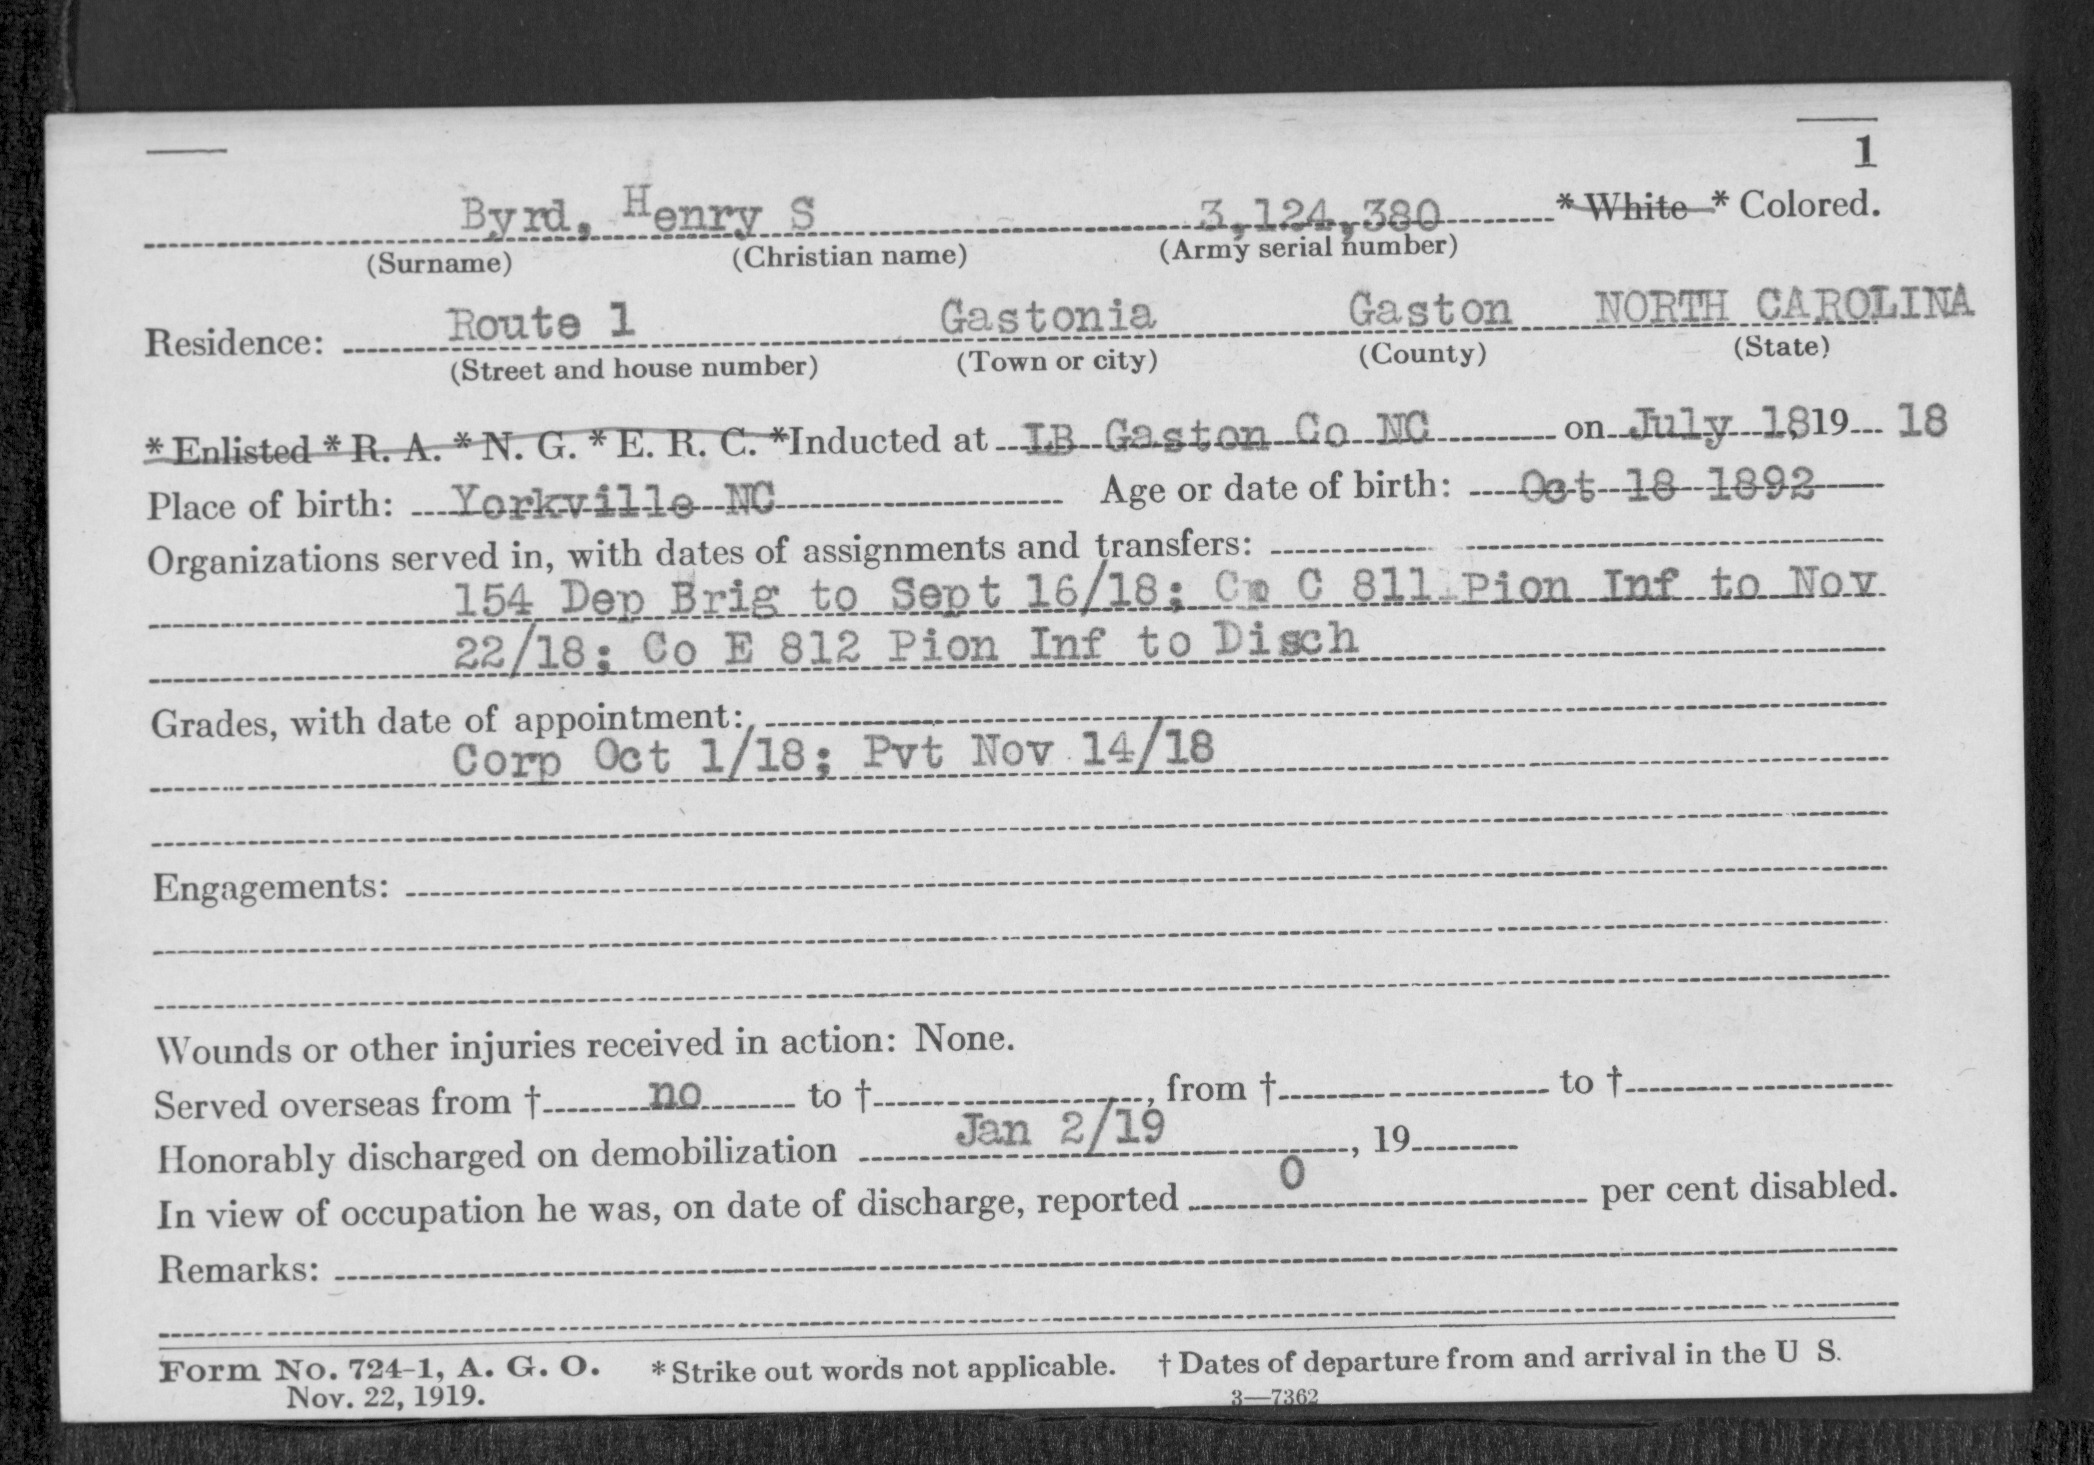 1
Byrd, Henry S 3,124,380 * White * Colored.
(Surname) (Christian name) (Army serial number)
Residence: Route 1 Gastonia Gaston NORTH CAROLINA
(Street and house number) (Town or city) (County) (State)
* Enlisted * R. A. * N. G. * E. R. C. *Inducted at LB Gaston Co NC on July 18 1918
Place of birth: Yorkville NC Age or date of birth: Oct 18 1892
Organizations served in, with dates of assignments and transfers:
154 Dep Brig to Sept 16/18; Co C 811 Pion Inf to Nov
22/18; Co E 812 Pion Inf to Disch
Grades, with date of appointment:
Corp Oct 1/18; Pvt Nov 14/18
Engagements:
Wounds or other injuries received in action: None.
Served overseas from † no to †, from † to †
Honorably discharged on demobilization Jan 2/19, 19
In view of occupation he was, on date of discharge, reported 0 per cent disabled.
Remarks:
Form No. 724-1, A. G. O. * Strike out words not applicable. † Dates of departure from and arrival in the U S.
Nov. 22, 1919. 3—7362